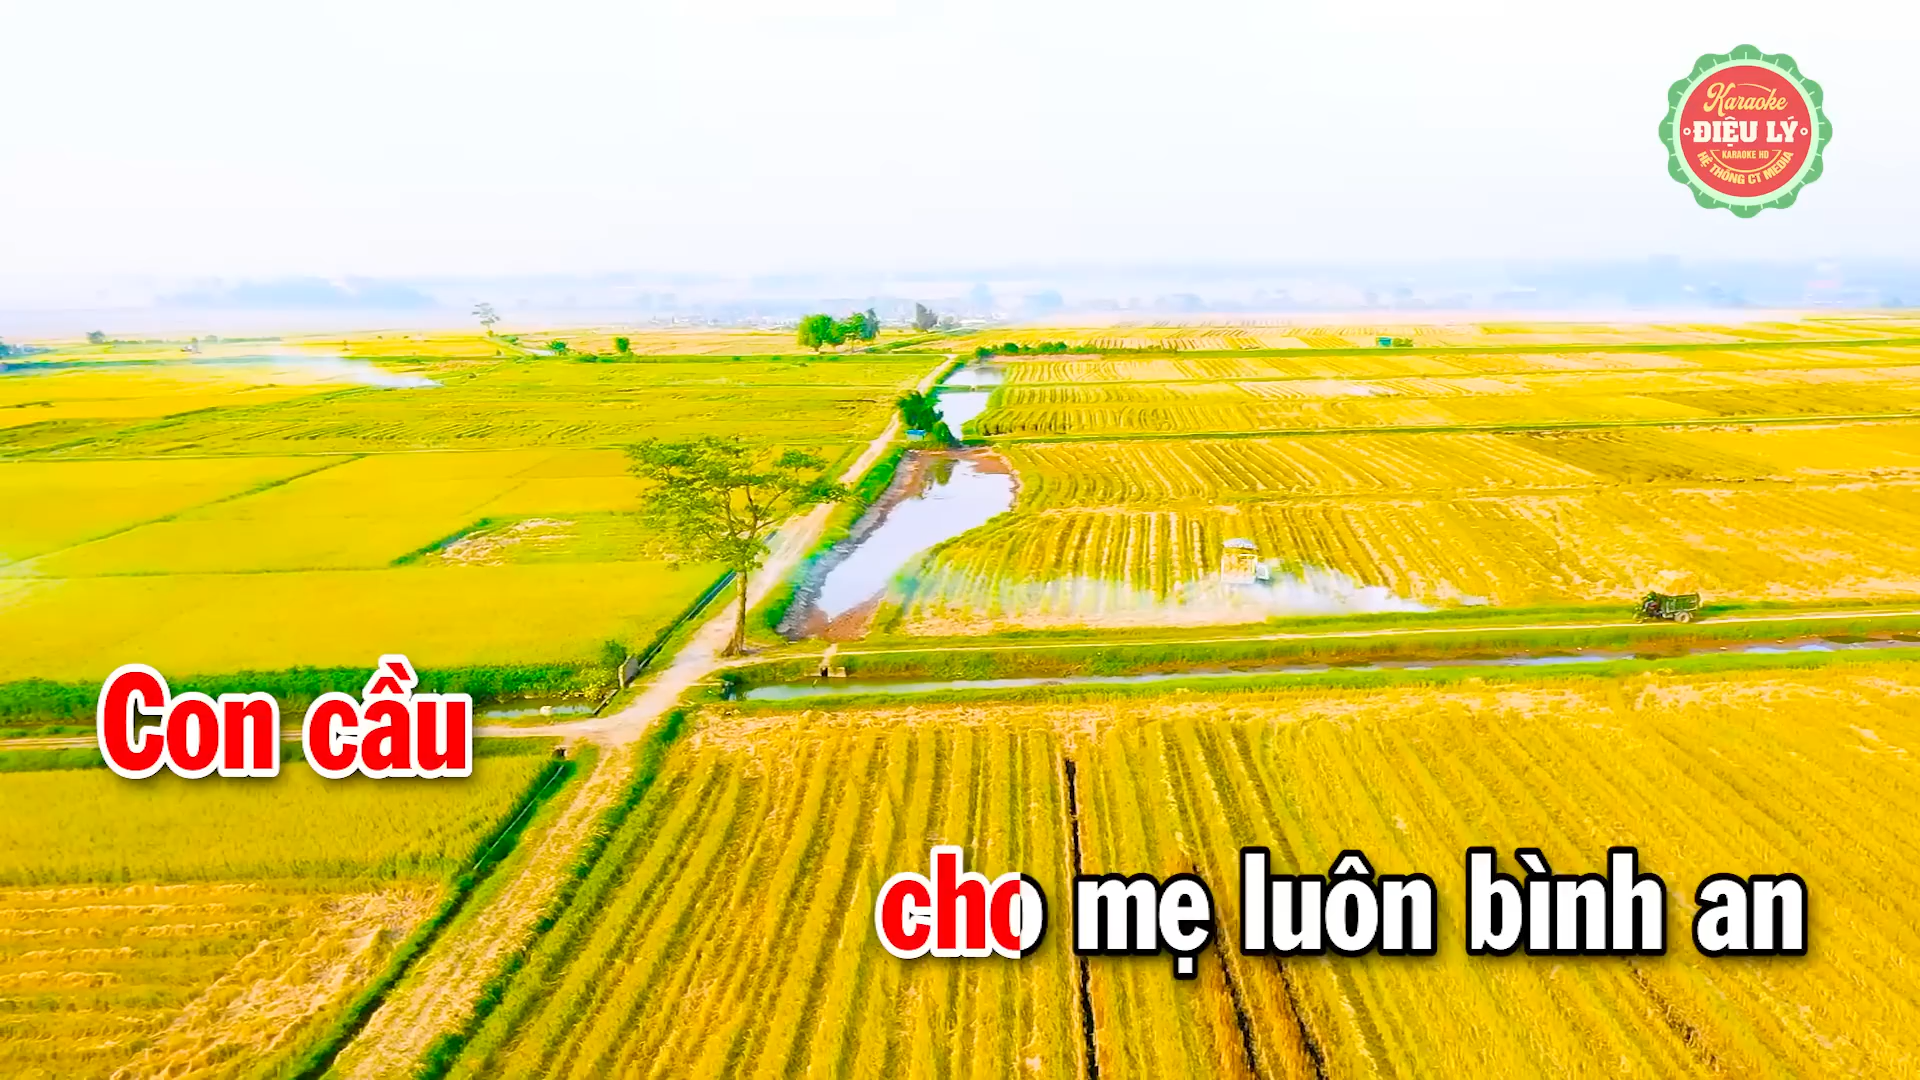 Karaoke
ĐIỆU LÝ
KARAOKE HD
HỆ THỐNG CT MEDIA
Con cầu
cho mẹ luôn bình an